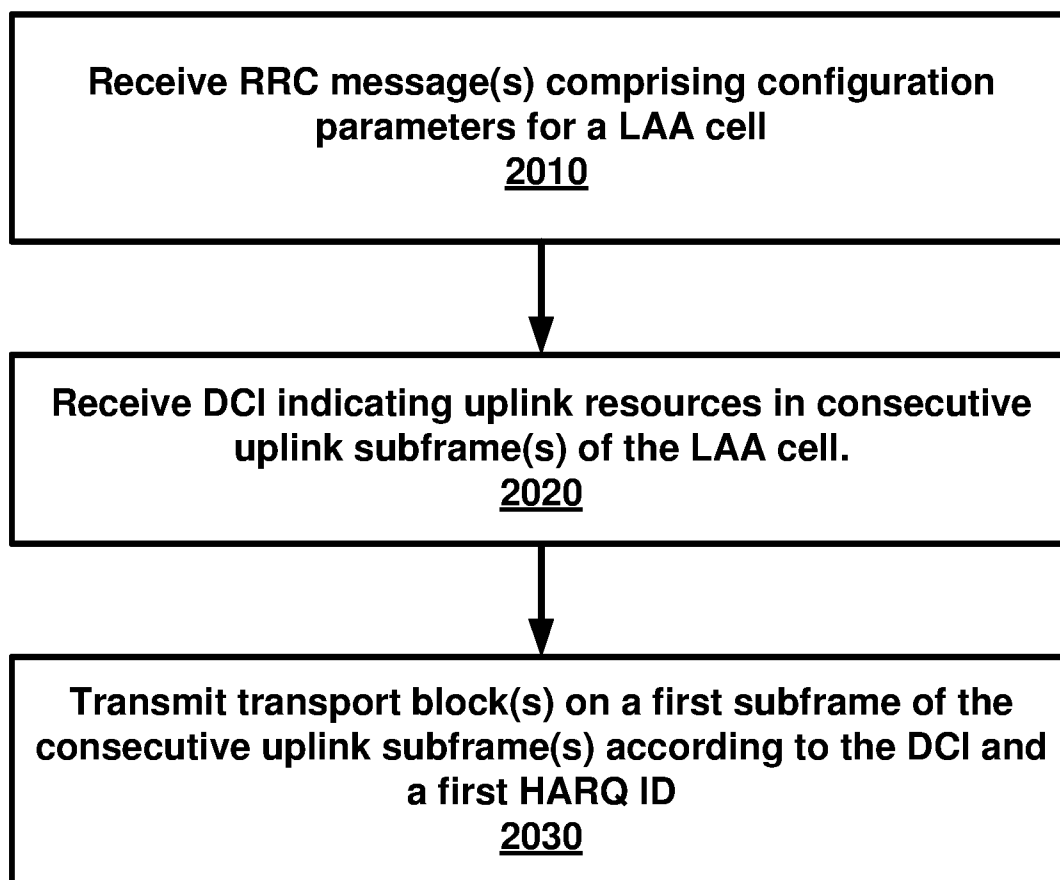 Receive RRC message(s) comprising configuration
parameters for a LAA cell
2010
Receive DCI indicating uplink resources in consecutive
uplink subframe(s) of the LAA cell.
2020
Transmit transport block(s) on a first subframe of the
consecutive uplink subframe(s) according to the DCI and
a first HARQ ID
2030